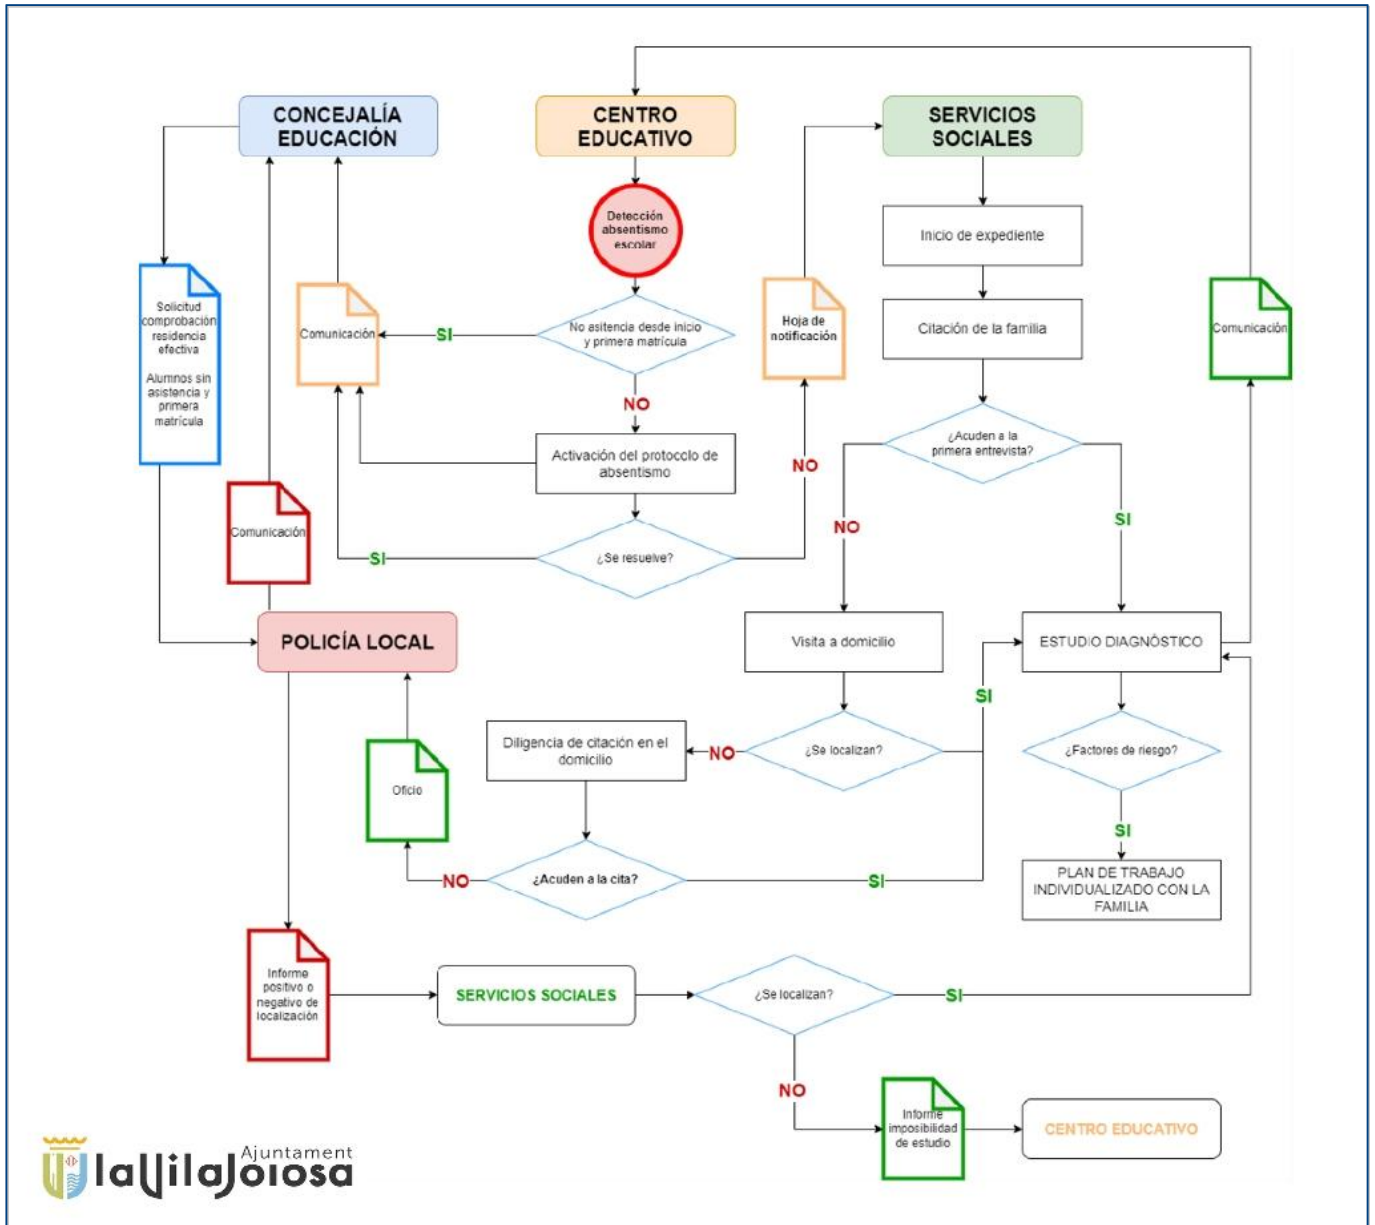 CONCEJALÍA
EDUCACIÓN
CENTRO
EDUCATIVO
SERVICIOS
SOCIALES
Detección
absentismo
escolar
Inicio de expediente
Solicitud
comprobación
residencia
efectiva
Alumnos sin
asistencia y
primera
matrícula
Comunicación
SI
No asitencia desde inicio
y primera matrícula
Hoja de
notificación
Citación de la familia
Comunicación
NO
Activación del protocolo de
absentismo
NO
¿Acuden a la
primera entrevista?
Comunicación
SI
¿Se resuelve?
NO
SI
POLICÍA LOCAL
Visita a domicilio
ESTUDIO DIAGNÓSTICO
SI
Diligencia de citación en el
domicilio
NO
¿Se localizan?
¿Factores de riesgo?
Oficio
SI
NO
¿Acuden a la cita?
SI
PLAN DE TRABAJO
INDIVIDUALIZADO CON LA
FAMILIA
Informe
positivo o
negativo de
localización
SERVICIOS SOCIALES
¿Se localizan?
SI
NO
Informe
imposibilidad
de estudio
CENTRO EDUCATIVO
Ajuntament
laVilaJoiosa